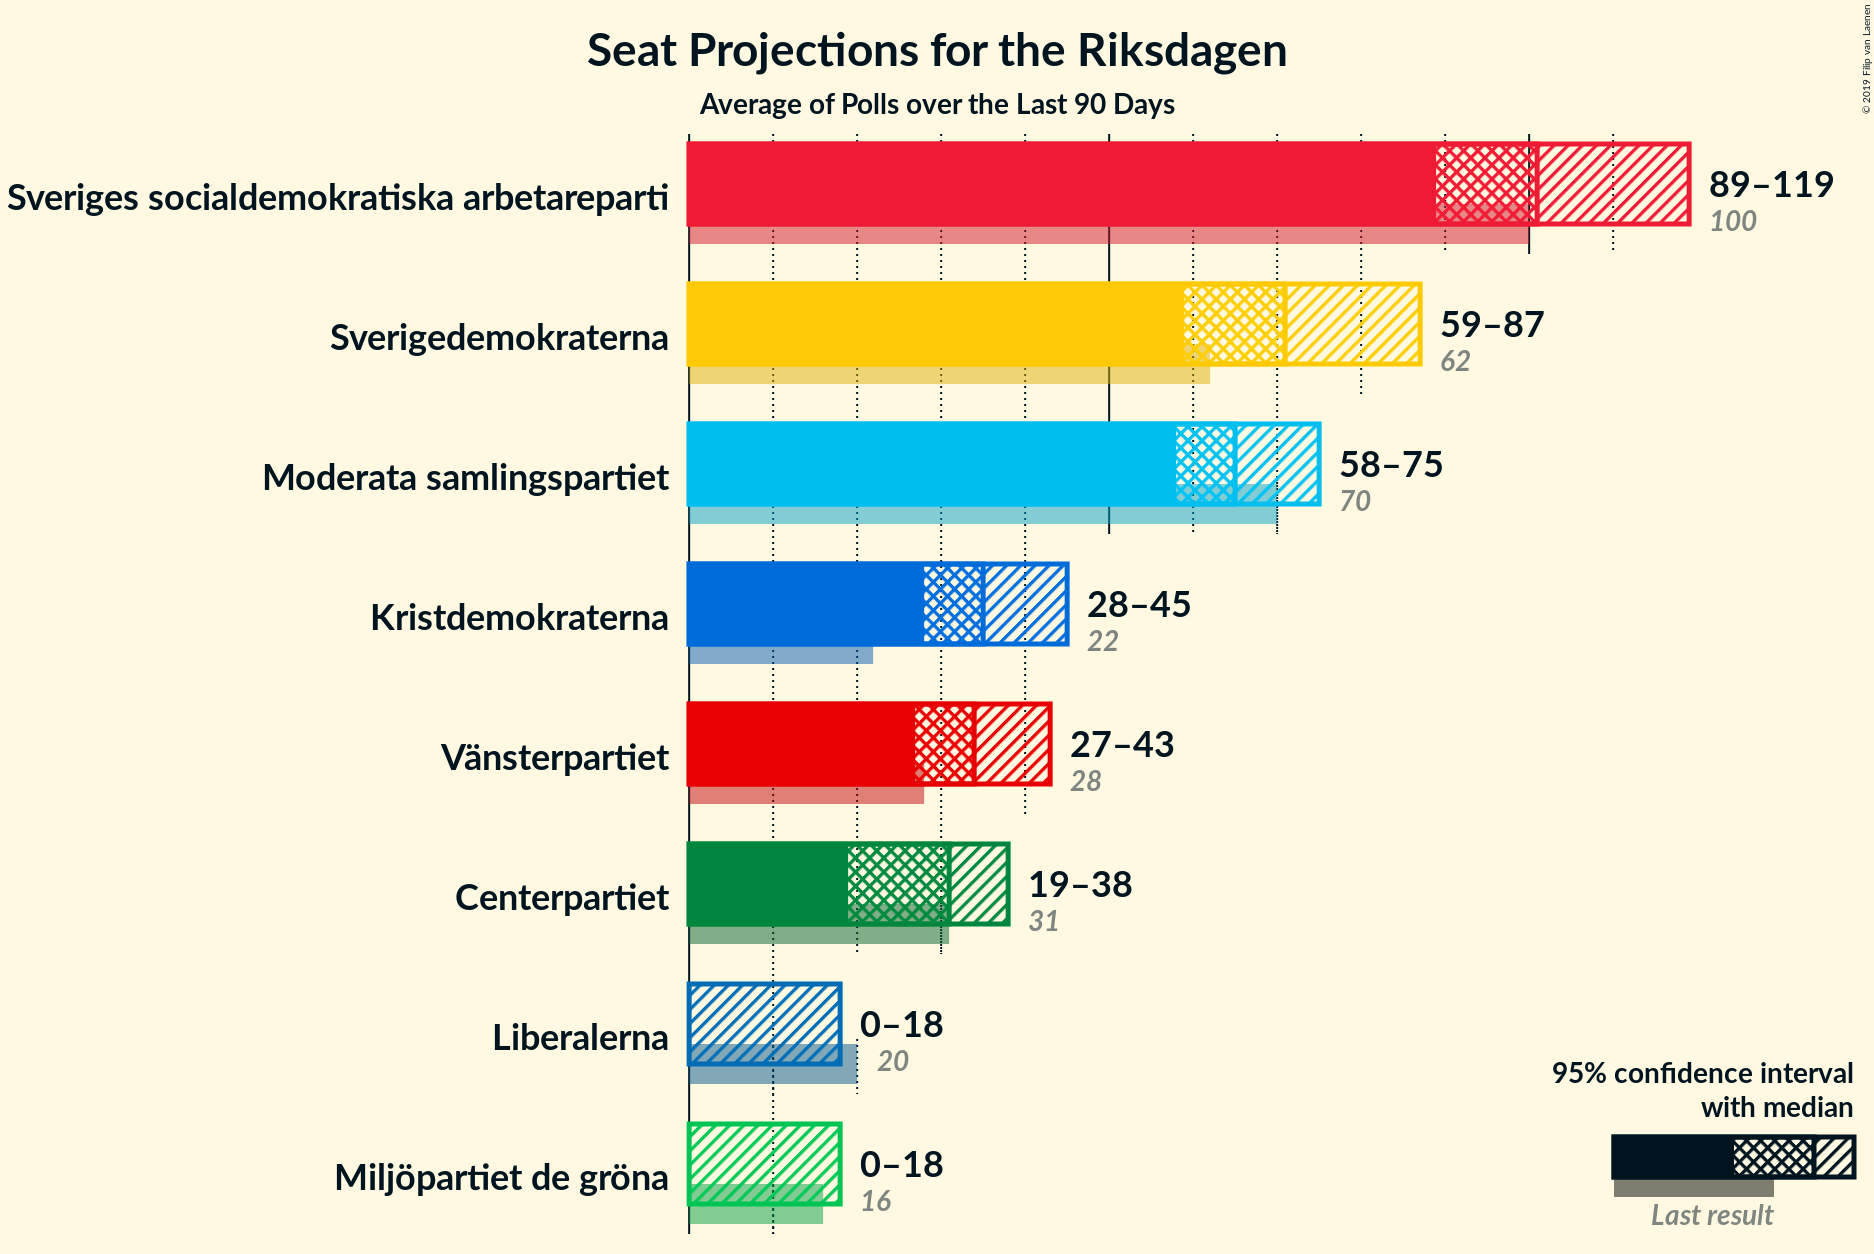 Seat Projections for the Riksdagen
Average of Polls over the Last 90 Days
© 2019 Filip van Laenen
Sveriges socialdemokratiska arbetareparti
89–119
100
Sverigedemokraterna
59–87
62
Moderata samlingspartiet
58–75
70
Kristdemokraterna
28–45
22
Vänsterpartiet
27–43
28
Centerpartiet
19–38
31
Liberalerna
0–18
20
Miljöpartiet de gröna
0–18
16
95% confidence interval
with median
Last result